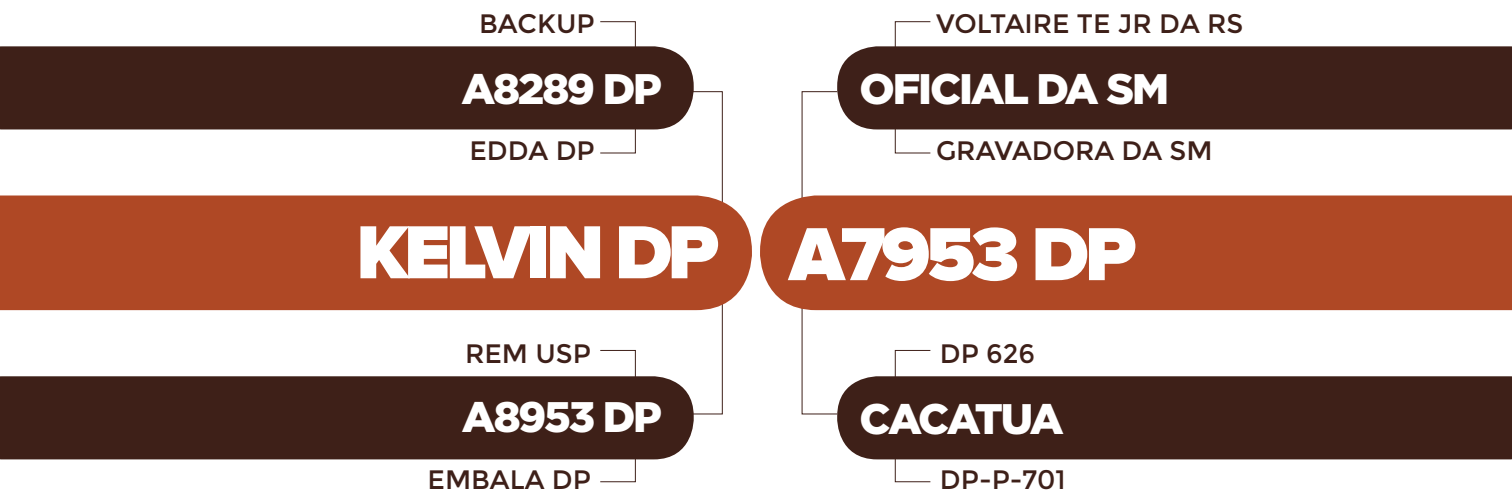 BACKUP
A8289 DP
EDDA DP
KELVIN DP
REM USP
A8953 DP
EMBALA DP
VOLTAIRE TE JR DA RS
OFICIAL DA SM
GRAVADORA DA SM
A7953 DP
DP 626
CACATUA
DP-P-701